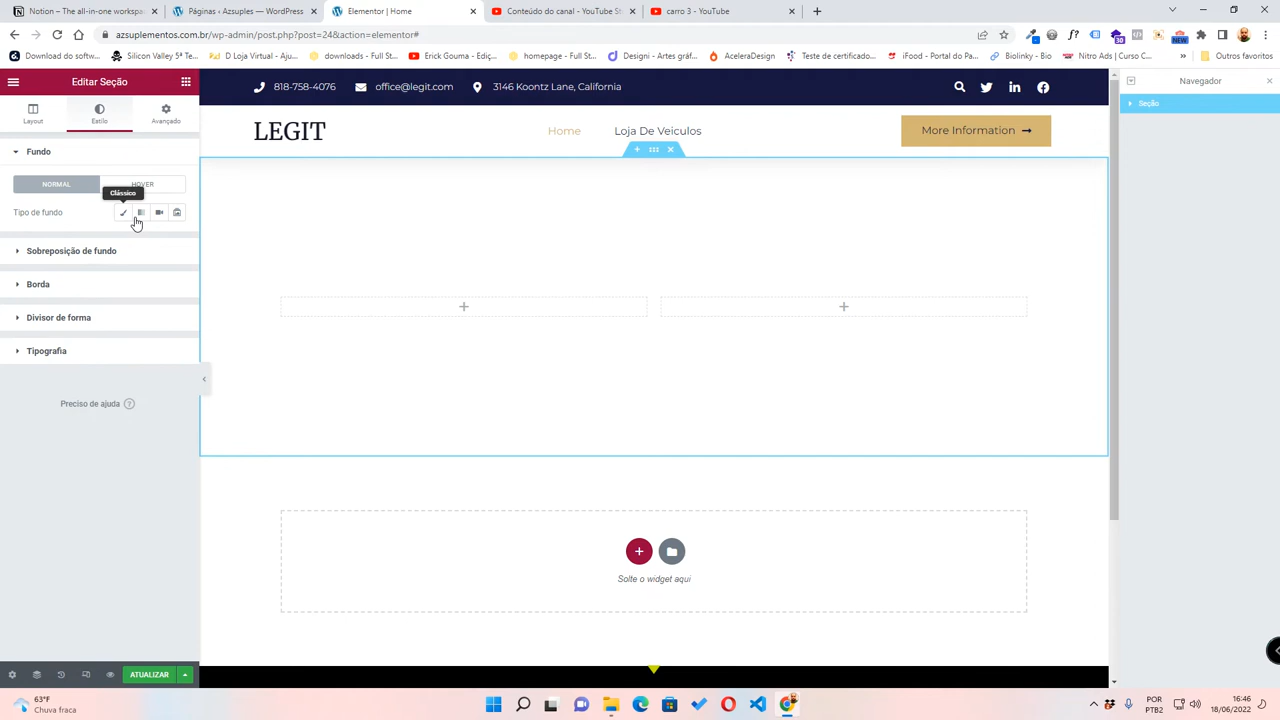 Notion – The all-in-one workspace
Páginas ‹ Azsuples — WordPress
Elementor | Home
Conteúdo do canal - YouTube St
carro 3 - YouTube
azsuplementos.com.br/wp-admin/post.php?post=24&action=elementor#
Download do softw...
Silicon Valley 5ª Te...
D Loja Virtual - Aju...
downloads - Full St...
Erick Gouma - Ediç...
homepage - Full St...
Designi - Artes gráf...
AceleraDesign
Teste de certificado...
iFood - Portal do Pa...
Biolinky - Bio
Nitro Ads | Curso C...
Outros favoritos
Editar Seção
Layout
Estilo
Avançado
Fundo
NORMAL
HOVER
Clássico
Tipo de fundo
Sobreposição de fundo
Borda
Divisor de forma
Tipografia
Preciso de ajuda
ATUALIZAR
818-758-4076
office@legit.com
3146 Koontz Lane, California
LEGIT
Home
Loja De Veiculos
More Information
Solte o widget aqui
Navegador
Seção
63°F
Chuva fraca
POR
PTB2
16:46
18/06/2022